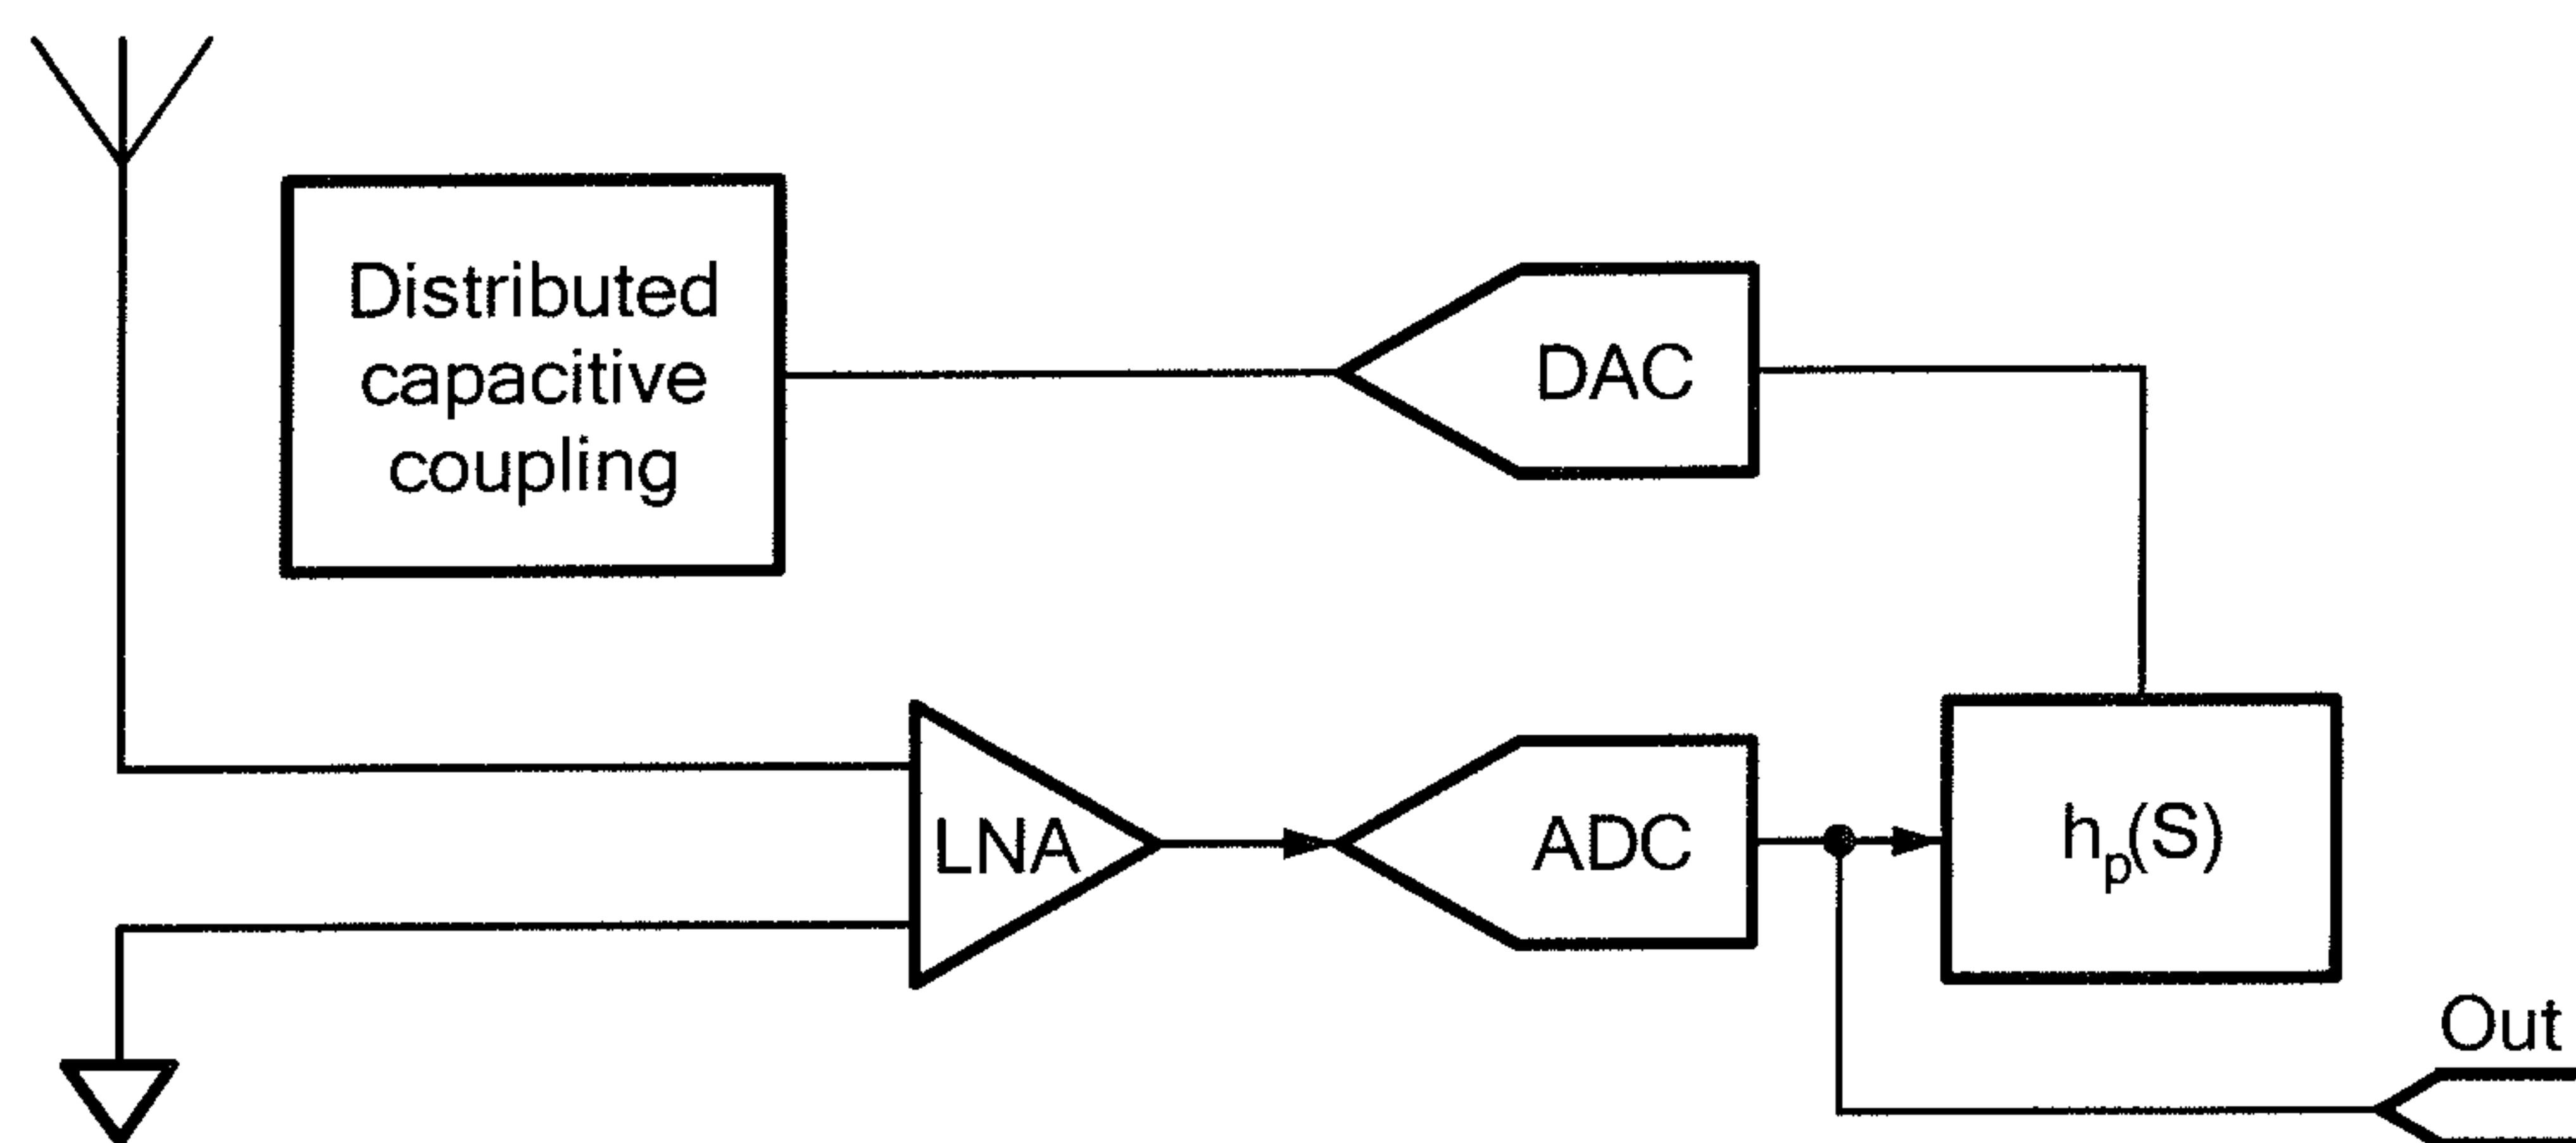 Distributed
capacitive
coupling
DAC
LNA
ADC
hp(S)
Out